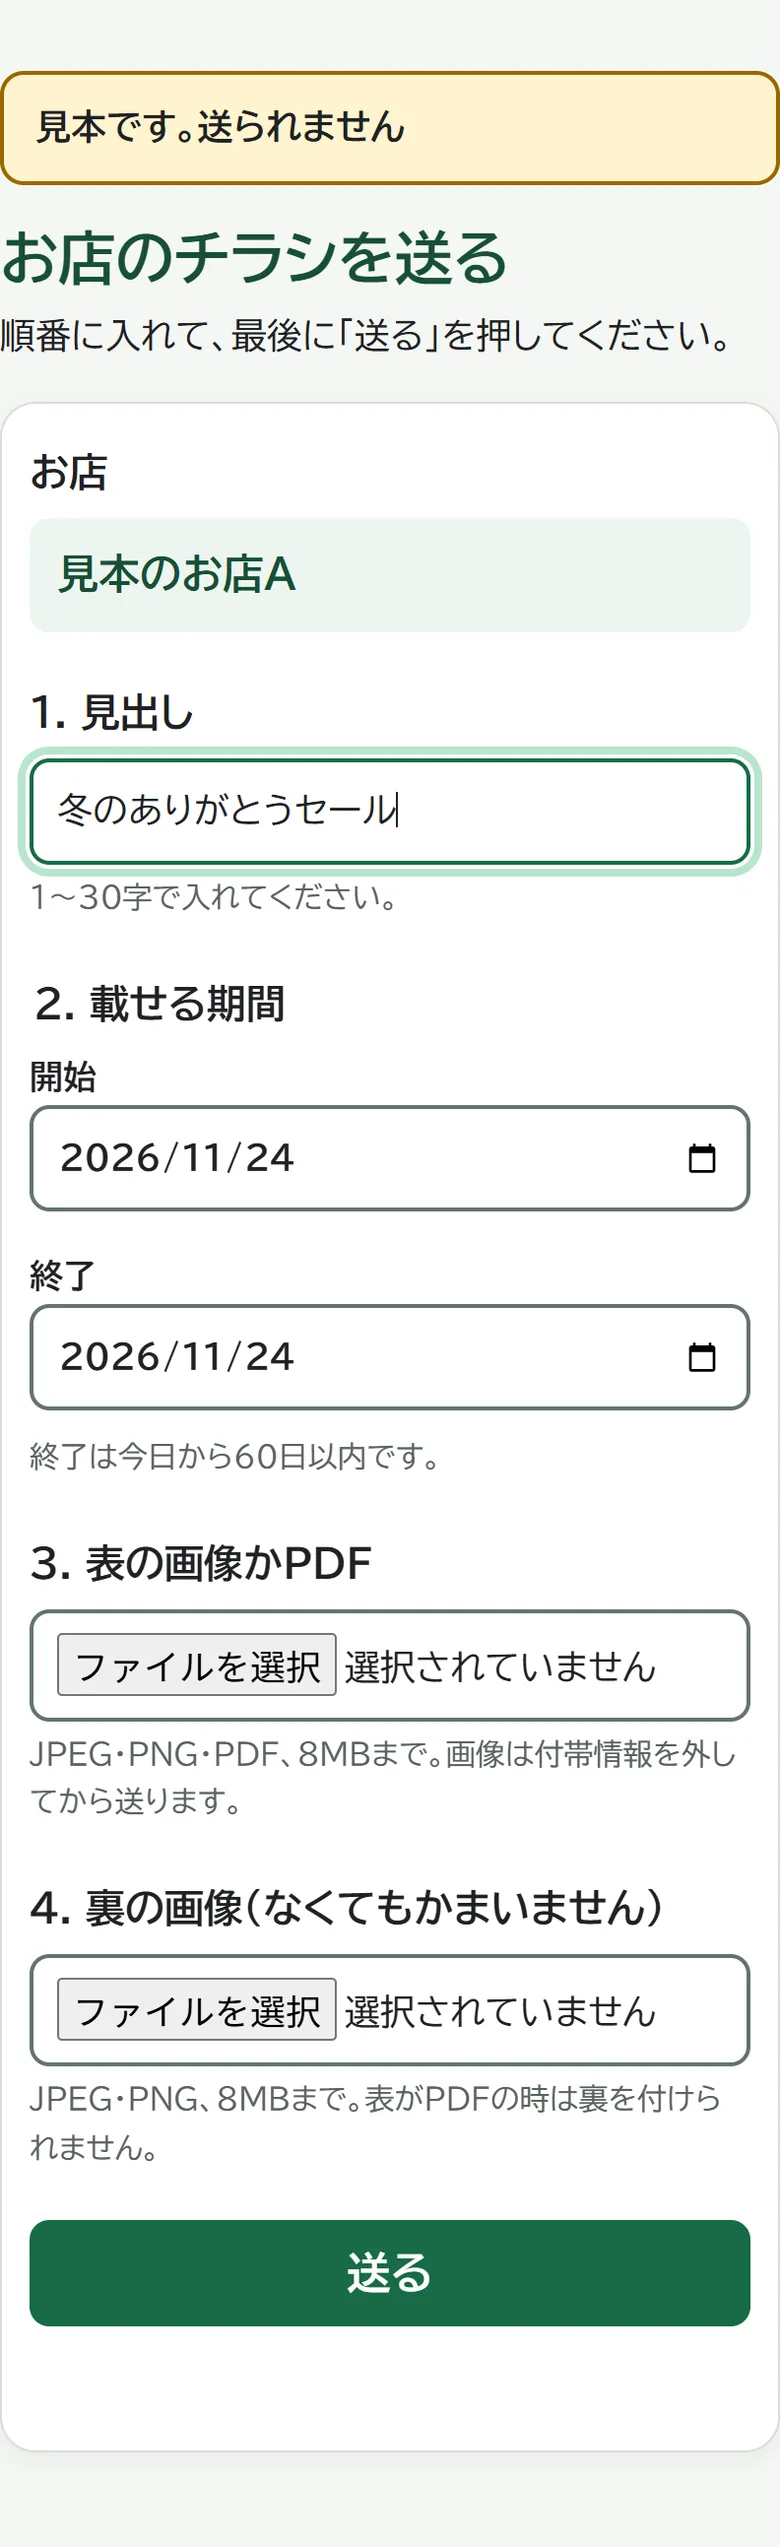 見本です。送られません
お店のチラシを送る
順番に入れて、最後に「送る」を押してください。
お店
見本のお店A
1. 見出し
冬のありがとうセール
1～30字で入れてください。
2. 載せる期間
開始
2026/11/24
終了
2026/11/24
終了は今日から60日以内です。
3. 表の画像かPDF
ファイルを選択 選択されていません
JPEG・PNG・PDF、8MBまで。画像は付帯情報を外し
てから送ります。
4. 裏の画像（なくてもかまいません）
ファイルを選択 選択されていません
JPEG・PNG、8MBまで。表がPDFの時は裏を付けら
れません。
送る